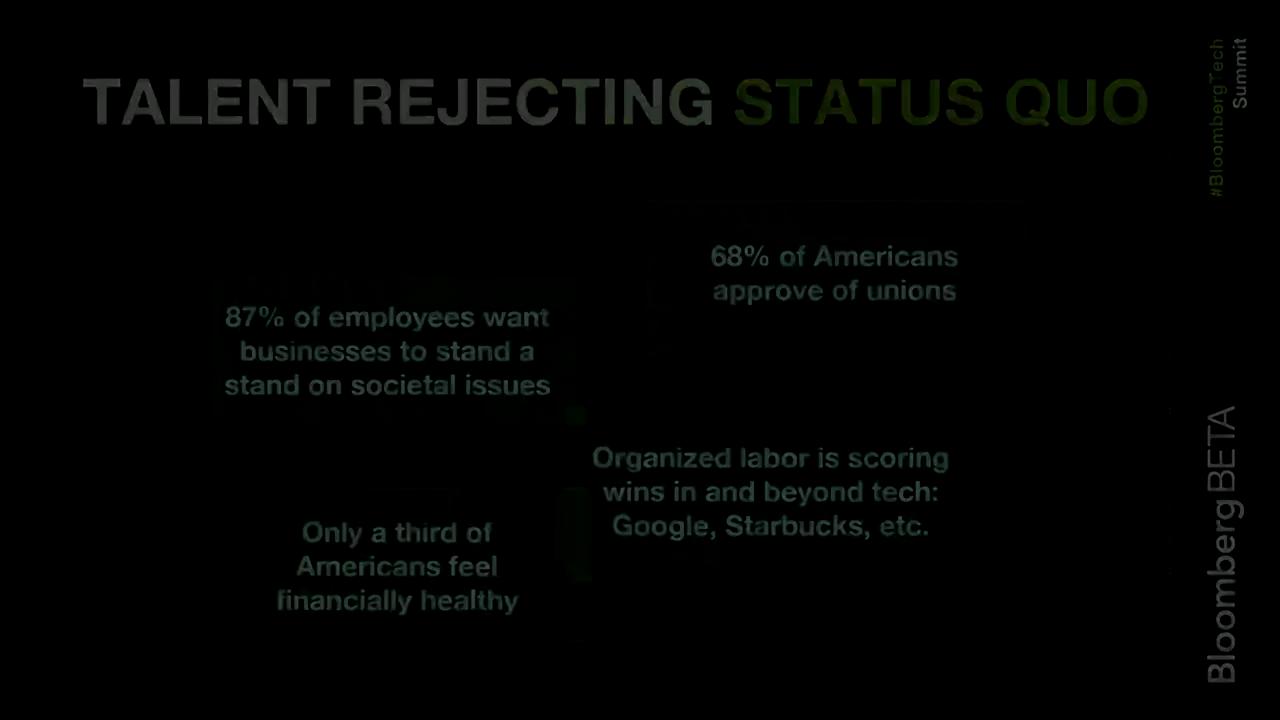 TALENT REJECTING STATUS QUO
87% of employees want
businesses to stand a
stand on societal issues
68% of Americans
approve of unions
Only a third of
Americans feel
financially healthy
Organized labor is scoring
wins in and beyond tech:
Google, Starbucks, etc.
#BloombergTech
Summit
BloombergBETA